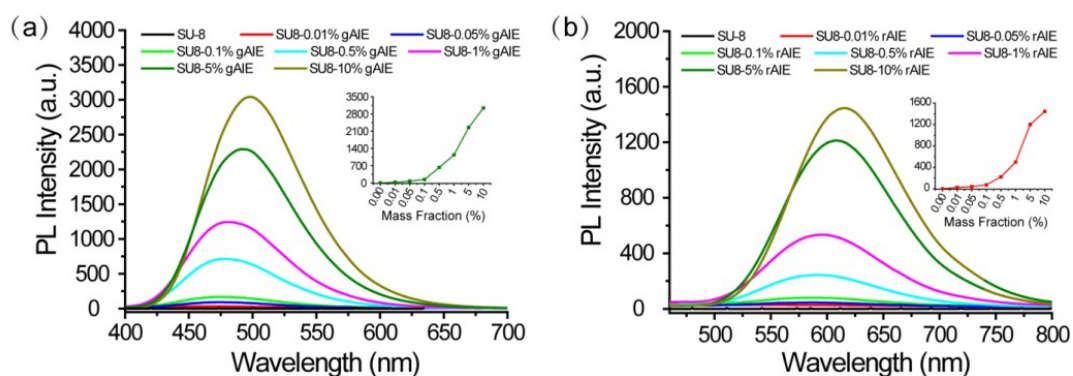 (a)
SU-8 SU8-0.01% gAIE SU8-0.05% gAIE
SU8-0.1% gAIE SU8-0.5% gAIE SU8-1% gAIE
SU8-5% gAIE SU8-10% gAIE
PL Intensity (a.u.)
4000
3500
3000
2500
2000
1500
1000
500
0
400 450 500 550 600 650 700
Wavelength (nm)
3500
2800
2100
1400
700
0
0.00 0.01 0.05 0.1 0.5 1 5 10
Mass Fraction (%)
(b)
SU-8 SU8-0.01% rAIE SU8-0.05% rAIE
SU8-0.1% rAIE SU8-0.5% rAIE SU8-1% rAIE
SU8-5% rAIE SU8-10% rAIE
PL Intensity (a.u.)
2000
1600
1200
800
400
0
500 550 600 650 700 750 800
Wavelength (nm)
1600
1200
800
400
0
0.00 0.01 0.05 0.1 0.5 1 5 10
Mass Fraction (%)